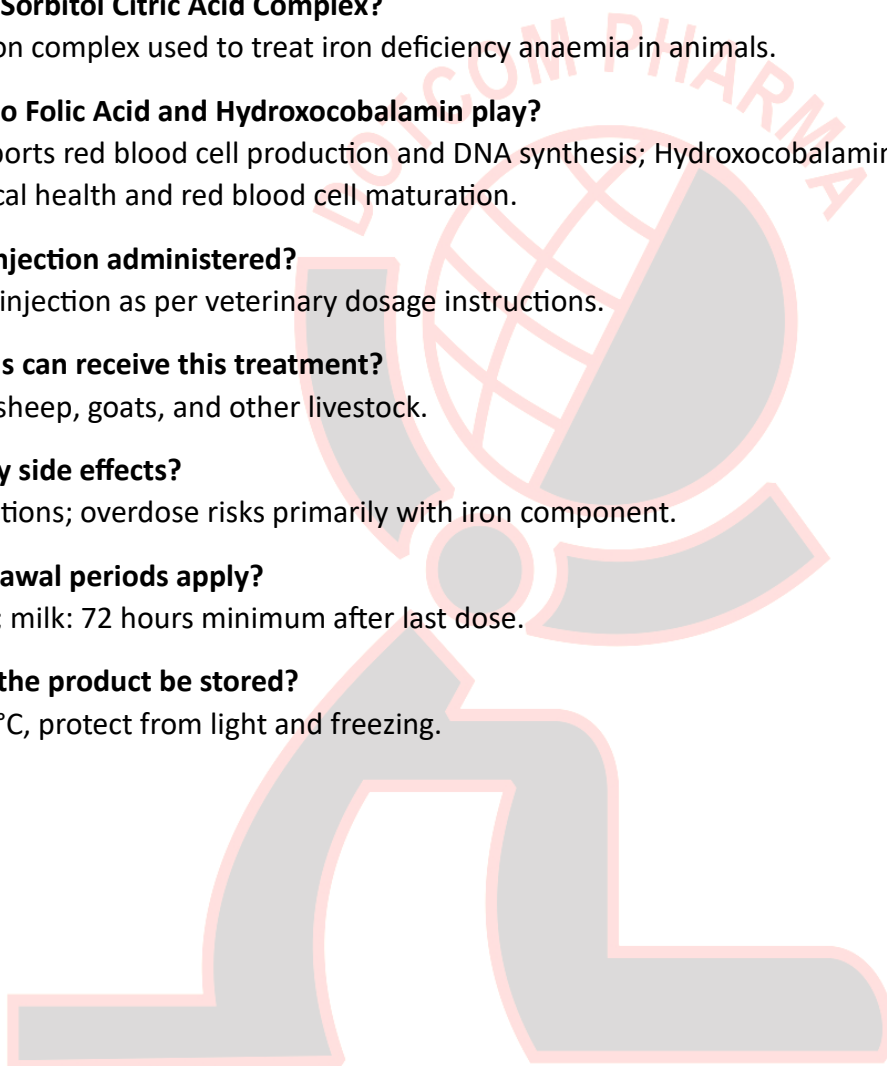 Sorbitol Citric Acid Complex?
on complex used to treat iron deficiency anaemia in animals.
DOTCOM PHARMA
o Folic Acid and Hydroxocobalamin play?
ports red blood cell production and DNA synthesis; Hydroxocobalamin
cal health and red blood cell maturation.
njection administered?
injection as per veterinary dosage instructions.
s can receive this treatment?
sheep, goats, and other livestock.
y side effects?
tions; overdose risks primarily with iron component.
awal periods apply?
; milk: 72 hours minimum after last dose.
the product be stored?
°C, protect from light and freezing.